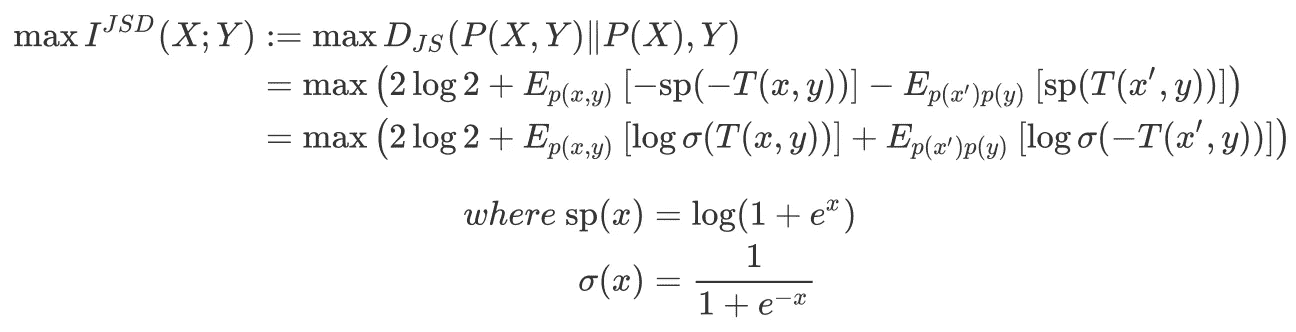 max I^{JSD}(X; Y) := max D_{JS}(P(X, Y)∥P(X), Y)
= max (2 log 2 + E_{p(x,y)} [−sp(−T(x, y))] − E_{p(x′)p(y)} [sp(T(x′, y))])
= max (2 log 2 + E_{p(x,y)} [log σ(T(x, y))] + E_{p(x′)p(y)} [log σ(−T(x′, y))])
where sp(x) = log(1 + e^x)
σ(x) = \frac{1}{1 + e^{−x}}